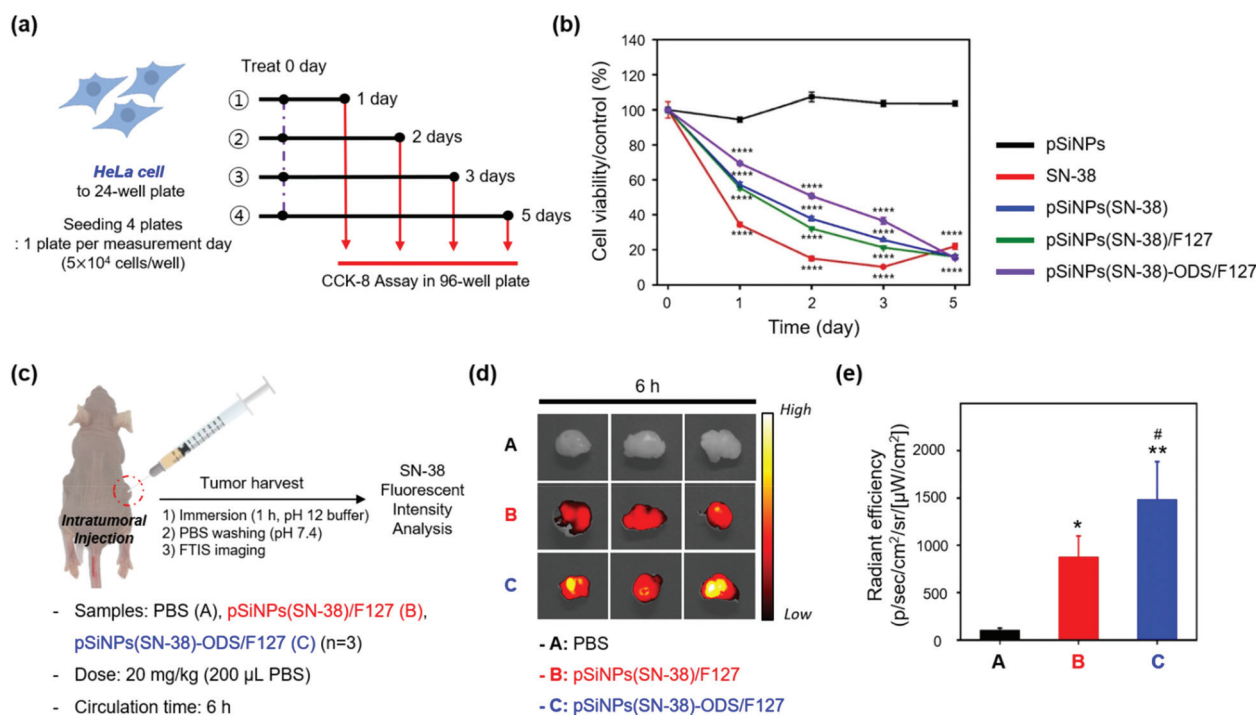 (a)
Treat 0 day
① 1 day
② 2 days
③ 3 days
④ 5 days
HeLa cell
to 24-well plate
Seeding 4 plates
: 1 plate per measurement day
(5×10⁴ cells/well)
CCK-8 Assay in 96-well plate
(b)
Cell viability/control (%)
140
120
100
80
60
40
20
0
**** **** **** ****
**** **** **** ****
**** **** ****
**** **** ****
0 1 2 3 5
Time (day)
pSiNPs
SN-38
pSiNPs(SN-38)
pSiNPs(SN-38)/F127
pSiNPs(SN-38)-ODS/F127
(c)
Intratumoral
Injection
Tumor harvest
1) Immersion (1 h, pH 12 buffer)
2) PBS washing (pH 7.4)
3) FTIS imaging
SN-38
Fluorescent
Intensity
Analysis
- Samples: PBS (A), pSiNPs(SN-38)/F127 (B),
pSiNPs(SN-38)-ODS/F127 (C) (n=3)
- Dose: 20 mg/kg (200 µL PBS)
- Circulation time: 6 h
(d)
6 h
High
A
B
C
Low
- A: PBS
- B: pSiNPs(SN-38)/F127
- C: pSiNPs(SN-38)-ODS/F127
(e)
Radiant efficiency
(p/sec/cm²/sr/[µW/cm²])
2000
1500
1000
500
0
*
#
**
A B C